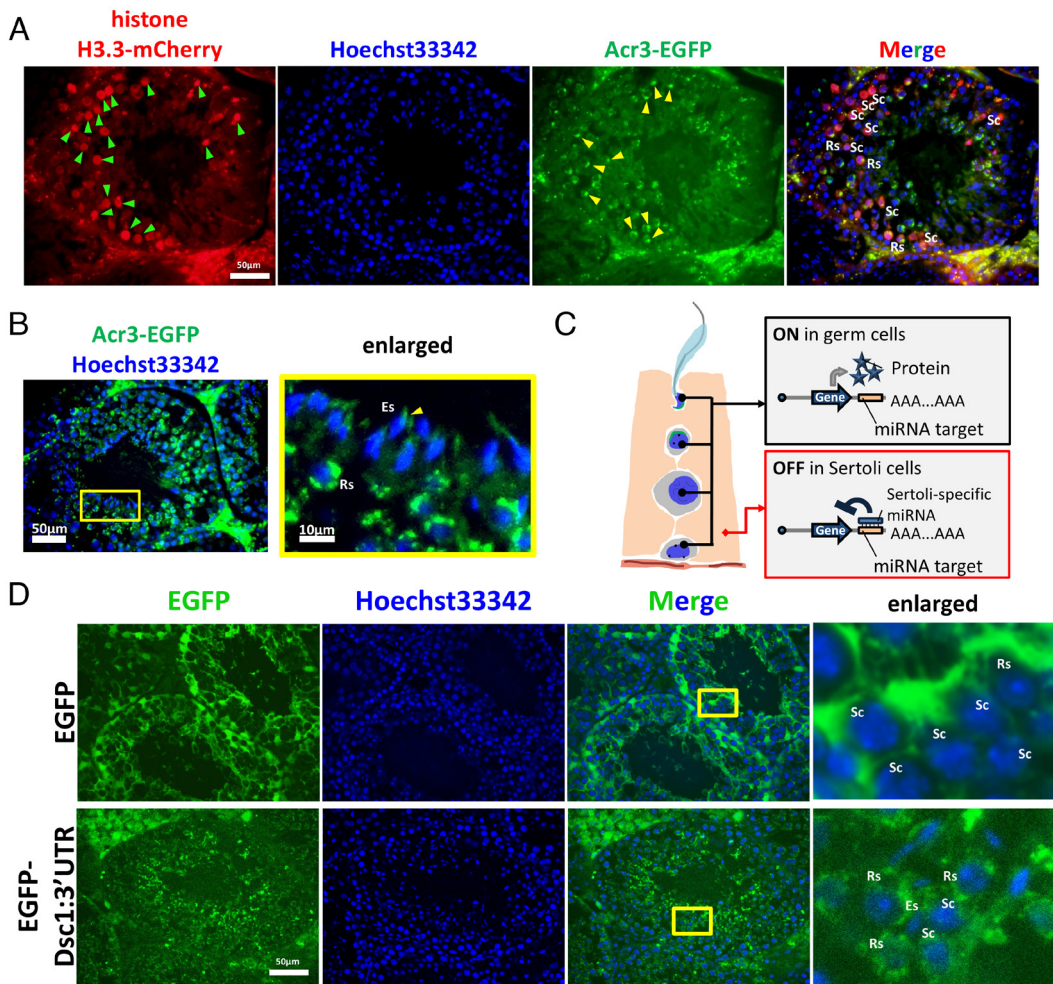 A
histone
H3.3-mCherry
Hoechst33342
Acr3-EGFP
Merge
Sc
Sc
Sc
Sc
Sc
Sc
Rs
Sc
Rs
Sc
Rs
Sc
50µm
B
Acr3-EGFP
Hoechst33342
enlarged
Es
Rs
50µm
10µm
C
ON in germ cells
Protein
Gene
AAA...AAA
miRNA target
OFF in Sertoli cells
Sertoli-specific
miRNA
Gene
AAA...AAA
miRNA target
D
EGFP
Hoechst33342
Merge
enlarged
EGFP
Rs
Sc
Sc
Sc
Sc
Sc
EGFP-
Dsc1:3'UTR
50µm
Rs
Rs
Es
Sc
Sc
Rs